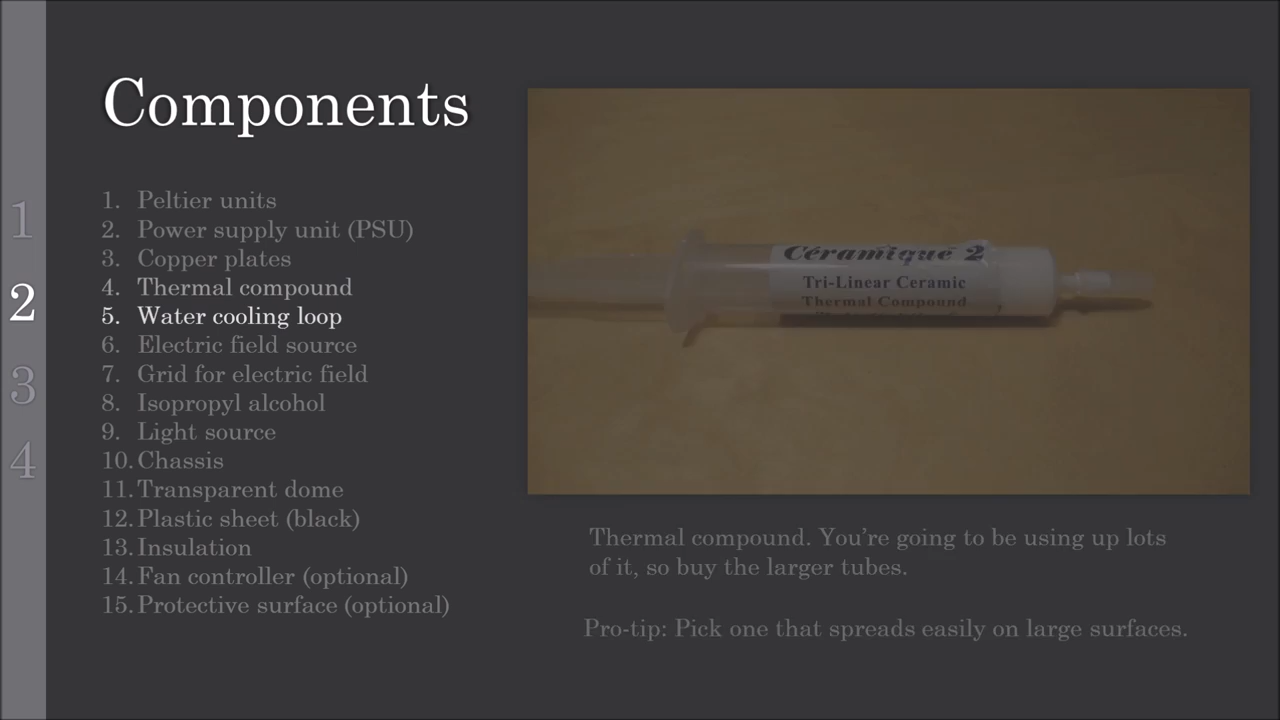 Components
1. Peltier units
2. Power supply unit (PSU)
3. Copper plates
4. Thermal compound
5. Water cooling loop
6. Electric field source
7. Grid for electric field
8. Isopropyl alcohol
9. Light source
10. Chassis
11. Transparent dome
12. Plastic sheet (black)
13. Insulation
14. Fan controller (optional)
15. Protective surface (optional)
1
2
3
4
Céramique 2
Tri-Linear Ceramic
Thermal Compound
Thermal compound. You're going to be using up lots
of it, so buy the larger tubes.
Pro-tip: Pick one that spreads easily on large surfaces.